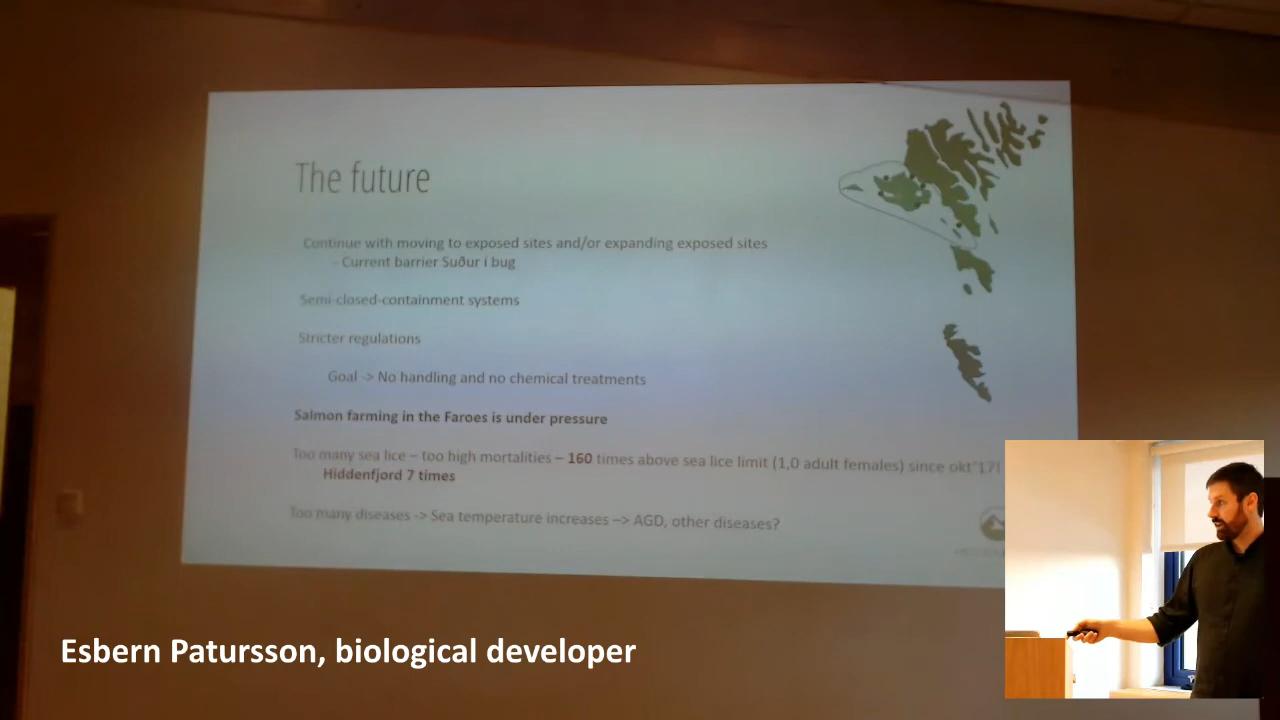 The future
Continue with moving to exposed sites and/or expanding exposed sites
- Current barrier Suður í bug
Semi-closed-containment systems
Stricter regulations
Goal -> No handling and no chemical treatments
Salmon farming in the Faroes is under pressure
Too many sea lice – too high mortalities – 160 times above sea lice limit (1,0 adult females) since okt'17!
Hiddenfjord 7 times
Too many diseases -> Sea temperature increases –> AGD, other diseases?
Esbern Patursson, biological developer